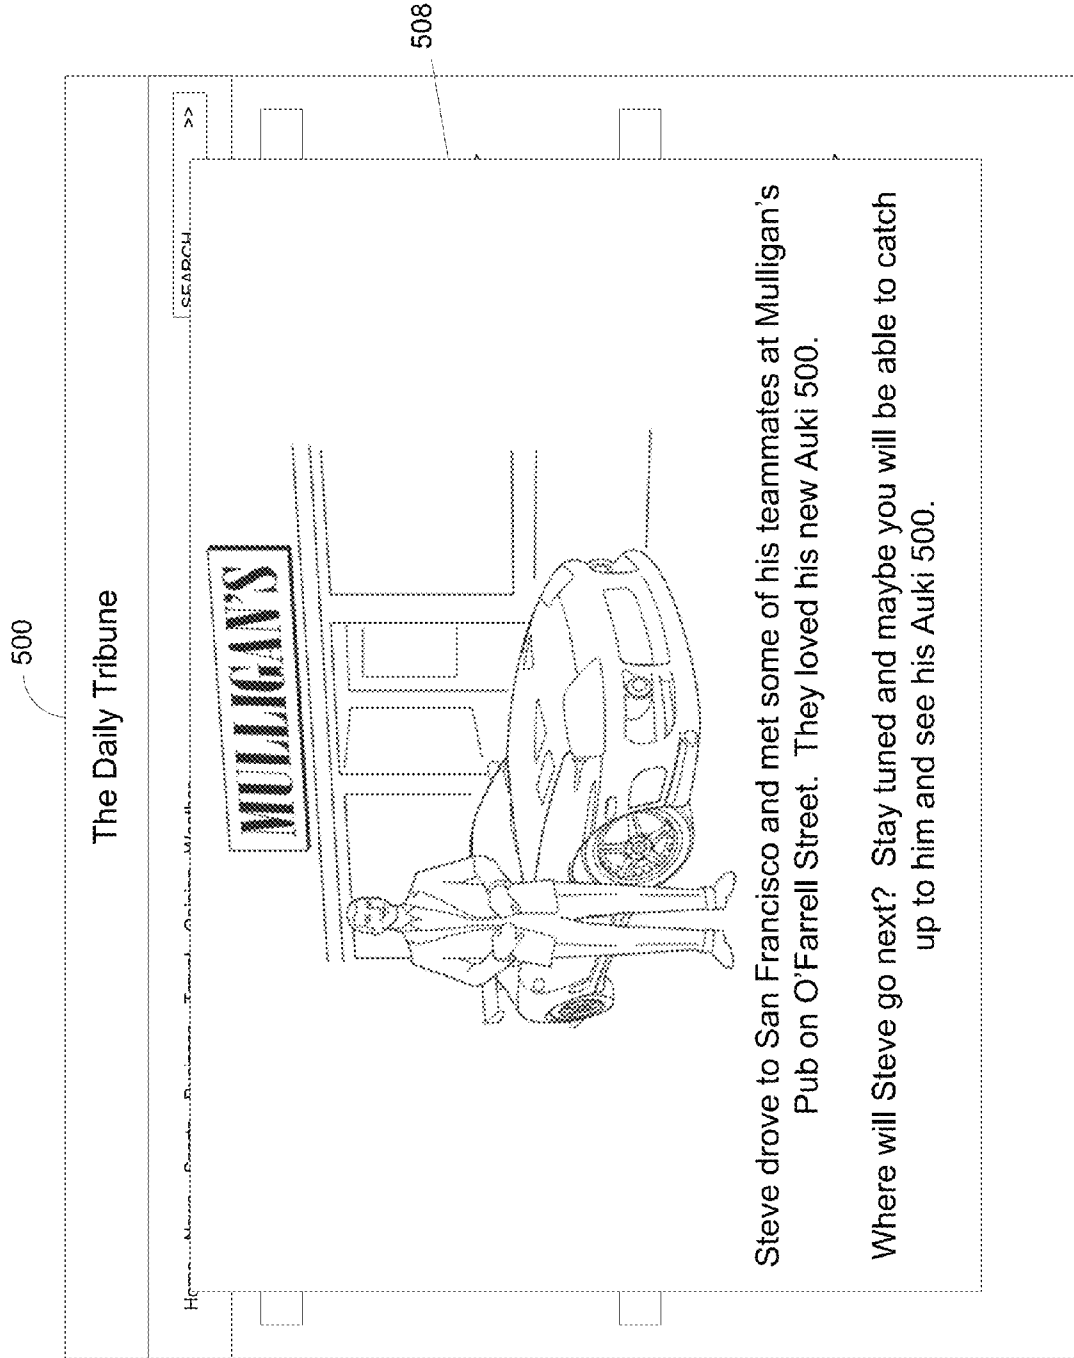 500
The Daily Tribune
SEARCH >>
508
MULLIGAN'S
Steve drove to San Francisco and met some of his teammates at Mulligan's
Pub on O'Farrell Street. They loved his new Auki 500.
Where will Steve go next? Stay tuned and maybe you will be able to catch
up to him and see his Auki 500.